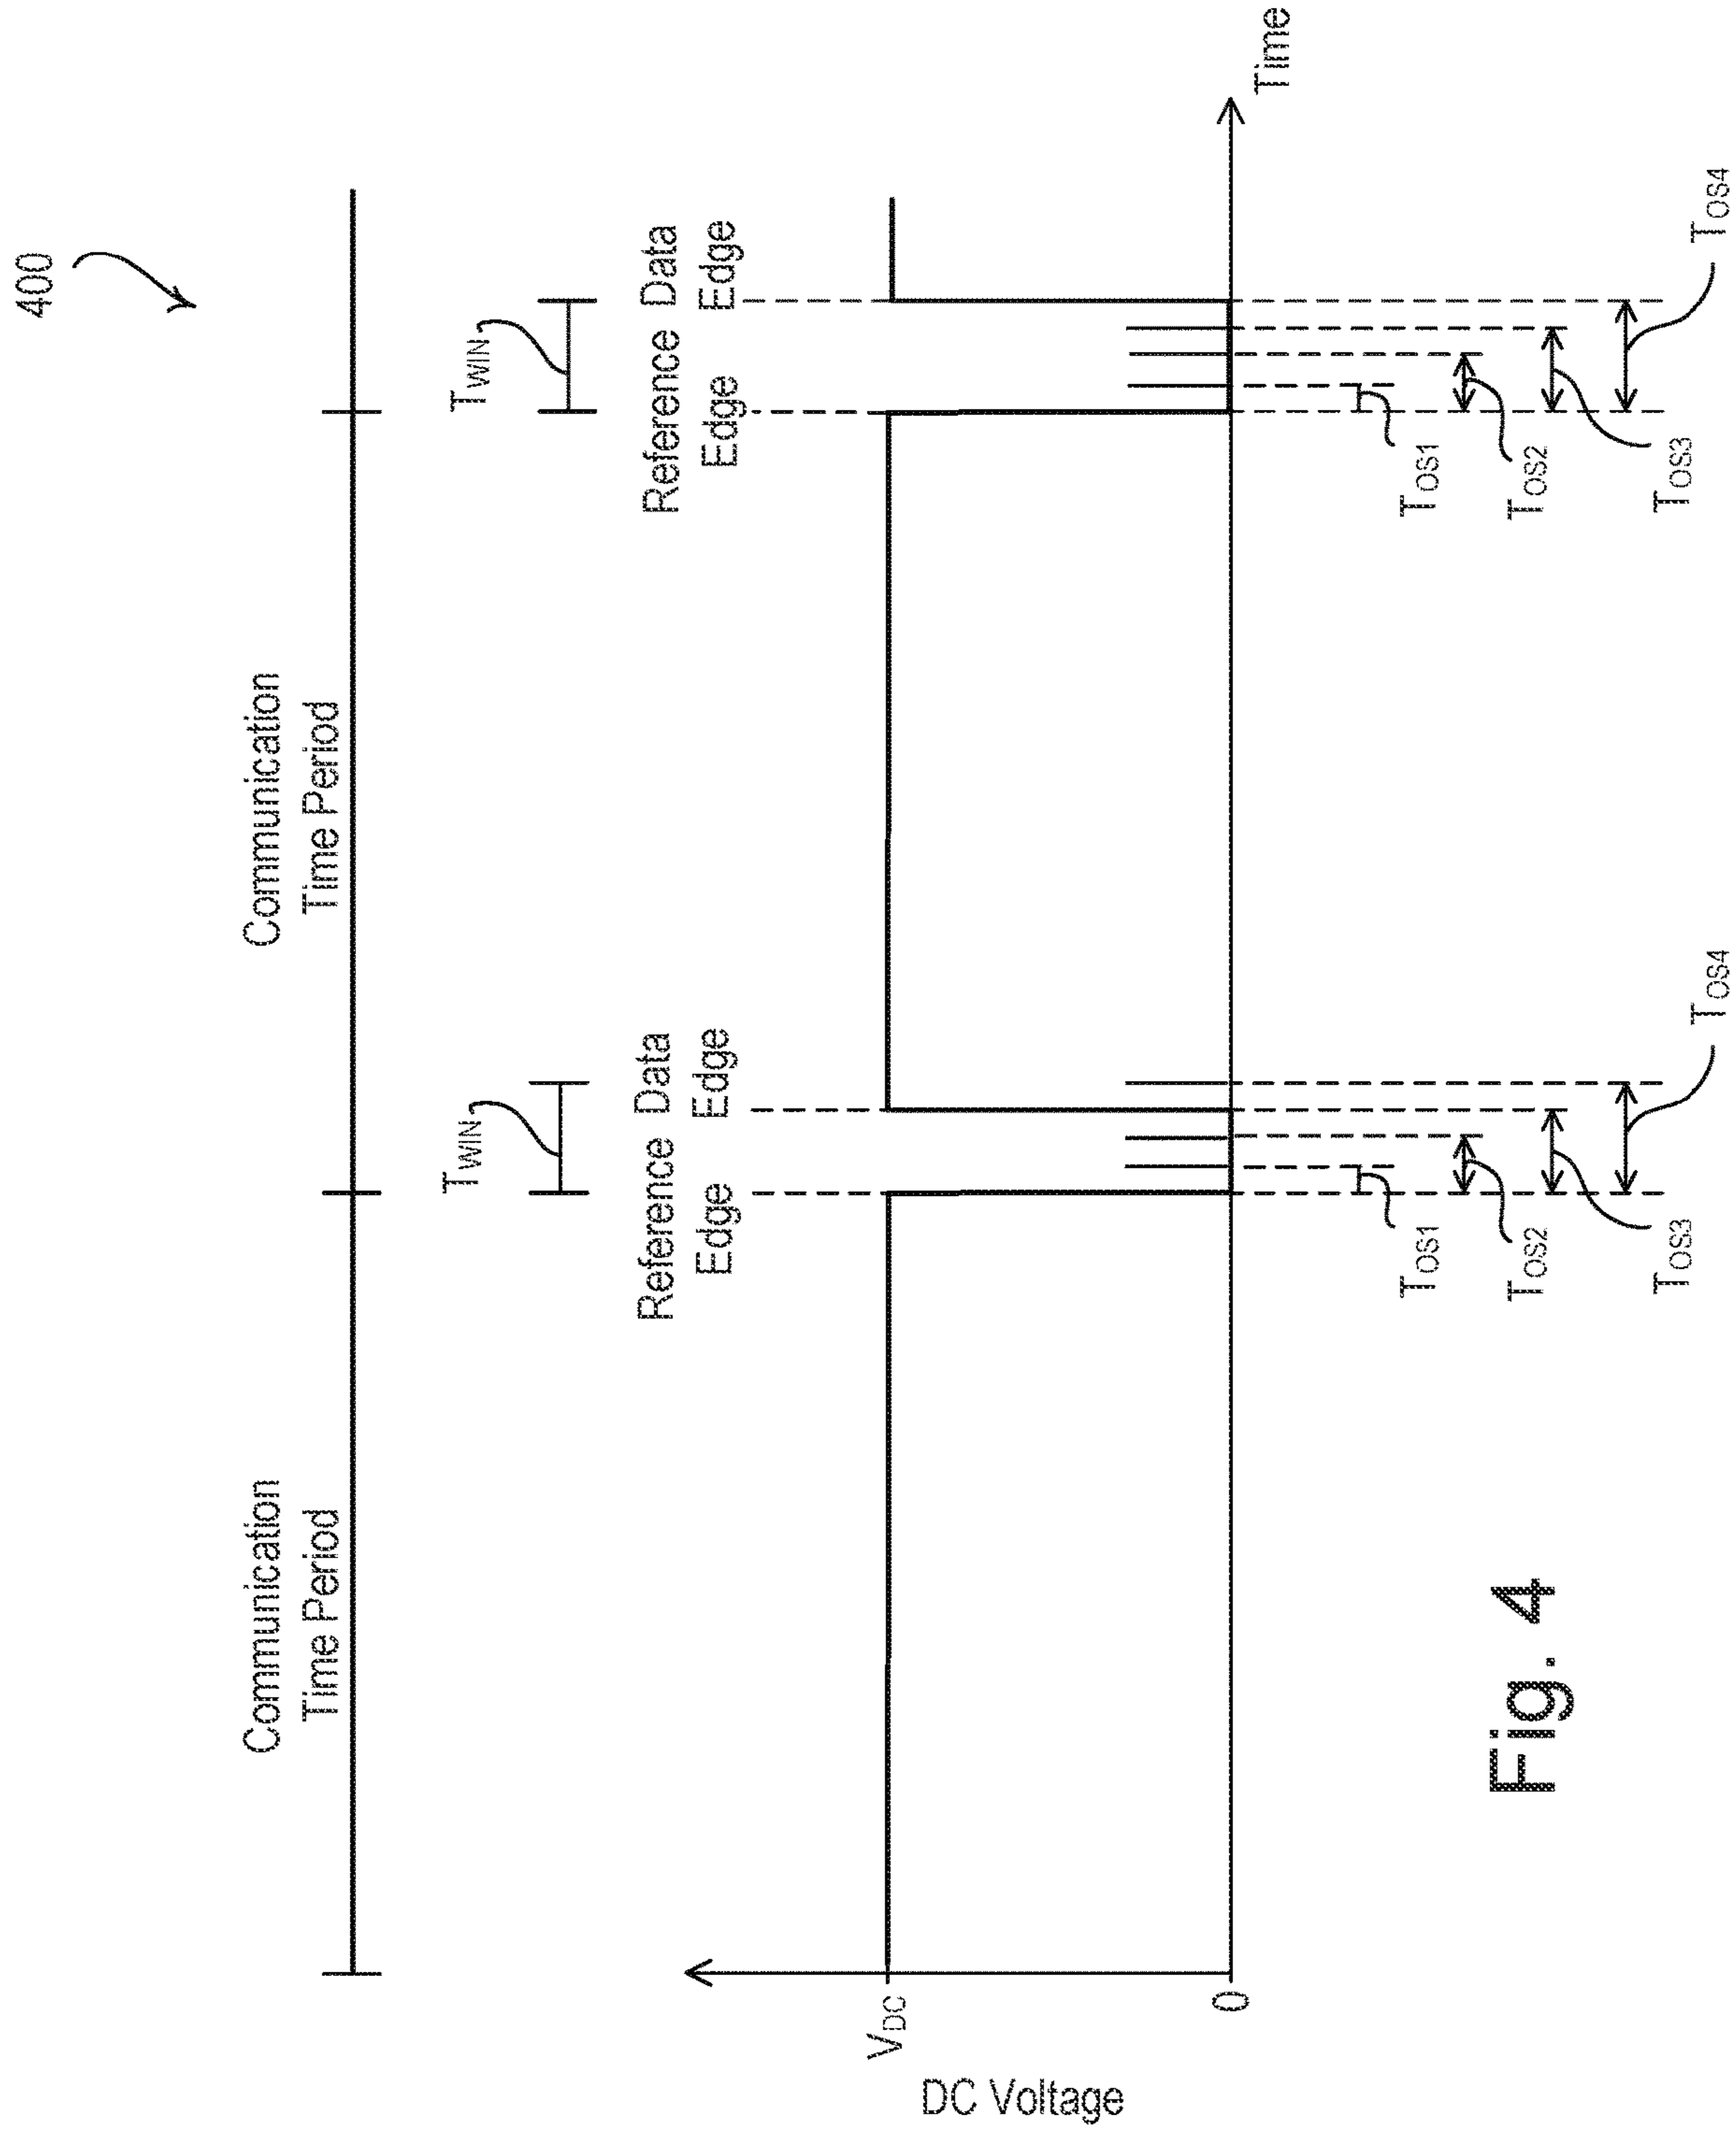 400
Communication
Time Period
Communication
Time Period
TWIN
TWIN
Reference Data
Edge Edge
Reference Data
Edge Edge
VDC
DC Voltage
0
Time
TOS1
TOS2
TOS3
TOS4
TOS1
TOS2
TOS3
TOS4
Fig. 4